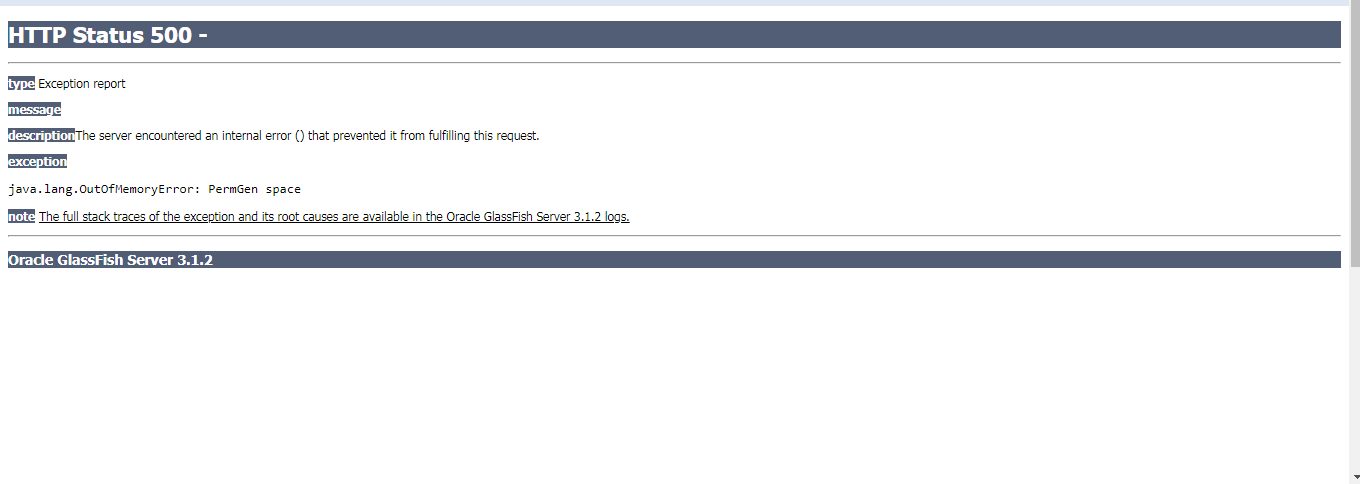 HTTP Status 500 -
type Exception report
message
descriptionThe server encountered an internal error () that prevented it from fulfilling this request.
exception
java.lang.OutOfMemoryError: PermGen space
note The full stack traces of the exception and its root causes are available in the Oracle GlassFish Server 3.1.2 logs.
Oracle GlassFish Server 3.1.2